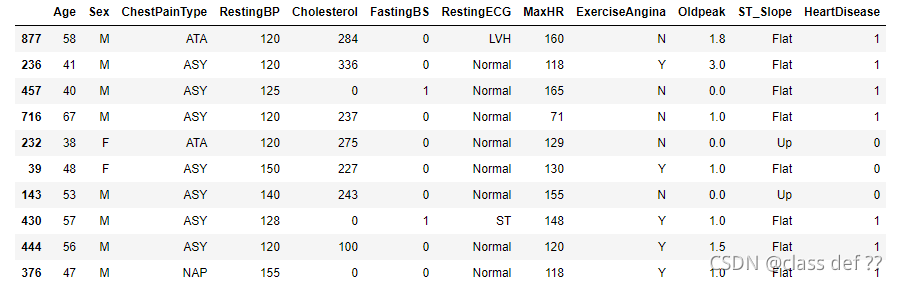 Age Sex ChestPainType RestingBP Cholesterol FastingBS RestingECG MaxHR ExerciseAngina Oldpeak ST_Slope HeartDisease
877 58 M ATA 120 284 0 LVH 160 N 1.8 Flat 1
236 41 M ASY 120 336 0 Normal 118 Y 3.0 Flat 1
457 40 M ASY 125 0 1 Normal 165 N 0.0 Flat 1
716 67 M ASY 120 237 0 Normal 71 N 1.0 Flat 1
232 38 F ATA 120 275 0 Normal 129 N 0.0 Up 0
39 48 F ASY 150 227 0 Normal 130 Y 1.0 Flat 0
143 53 M ASY 140 243 0 Normal 155 N 0.0 Up 0
430 57 M ASY 128 0 1 ST 148 Y 1.0 Flat 1
444 56 M ASY 120 100 0 Normal 120 Y 1.5 Flat 1
376 47 M NAP 155 0 0 Normal 118 Y 1.0 Flat 1
CSDN @class def ??